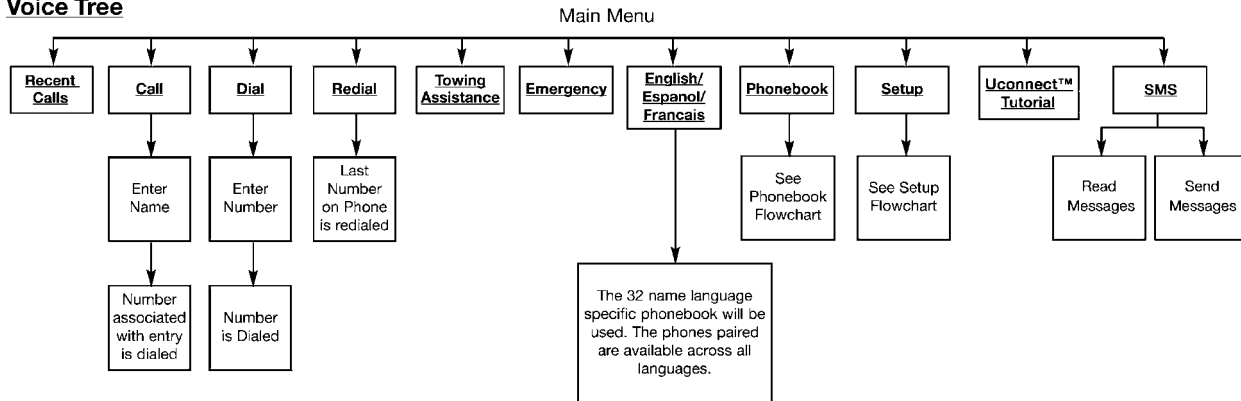 Voice Tree
Main Menu
Recent
Calls
Call
Dial
Redial
Towing
Assistance
Emergency
English/
Espanol/
Francais
Phonebook
Setup
Uconnect™
Tutorial
SMS
Enter
Name
Enter
Number
Last
Number
on Phone
is redialed
See
Phonebook
Flowchart
See Setup
Flowchart
Read
Messages
Send
Messages
Number
associated
with entry
is dialed
Number
is Dialed
The 32 name language
specific phonebook will be
used. The phones paired
are available across all
languages.